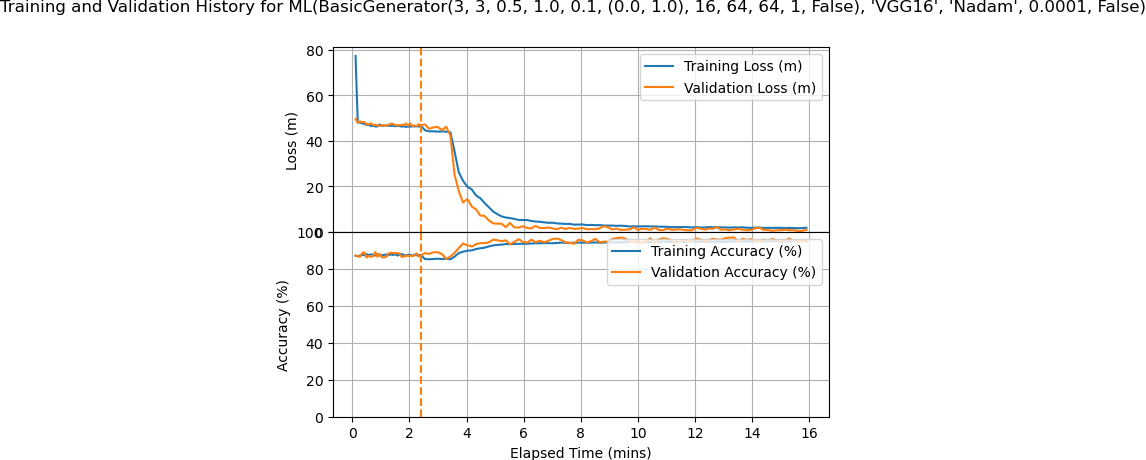 Training and Validation History for ML(BasicGenerator(3, 3, 0.5, 1.0, 0.1, (0.0, 1.0), 16, 64, 64, 1, False), 'VGG16', 'Nadam', 0.0001, False)
80
60
40
20
0
Loss (m)
Training Loss (m)
Validation Loss (m)
100
80
60
40
20
0
Accuracy (%)
Training Accuracy (%)
Validation Accuracy (%)
0 2 4 6 8 10 12 14 16
Elapsed Time (mins)